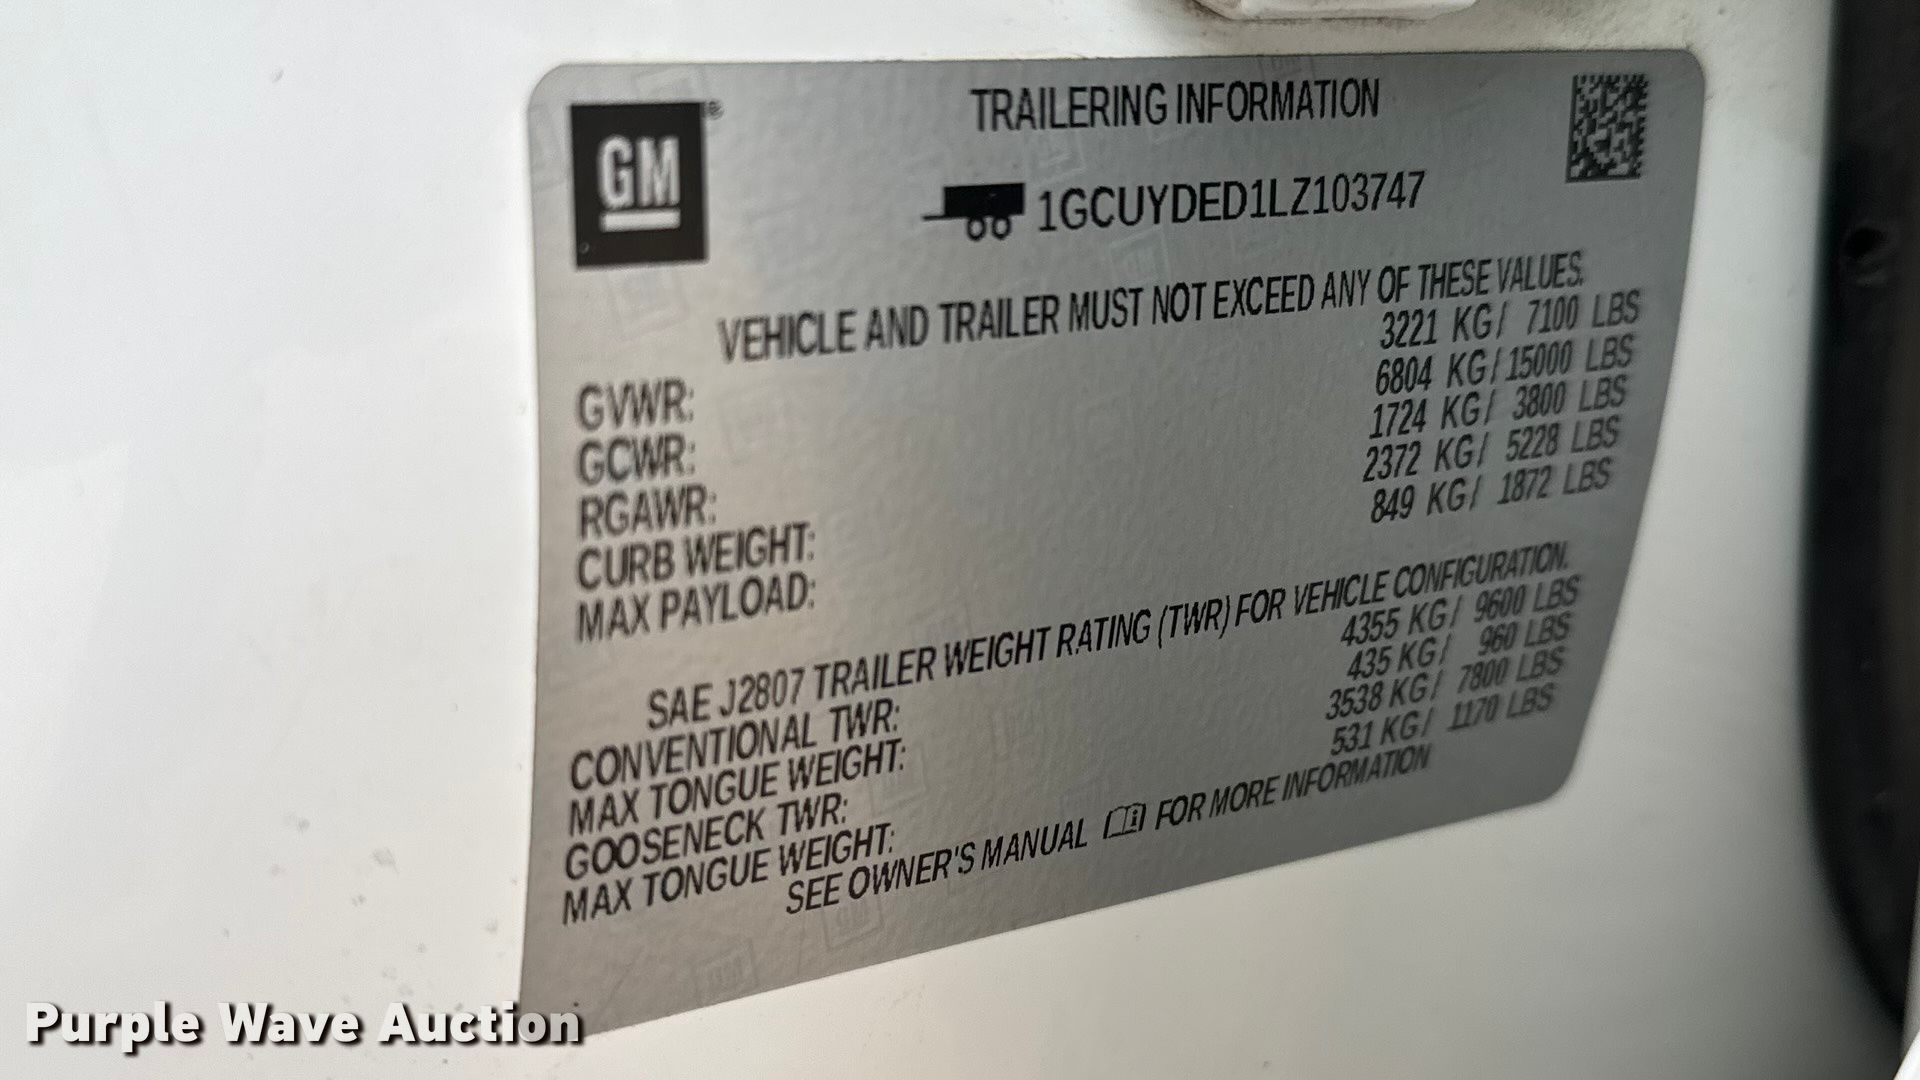 GM
®
TRAILERING INFORMATION
1GCUYDED1LZ103747
VEHICLE AND TRAILER MUST NOT EXCEED ANY OF THESE VALUES.
GVWR: 3221 KG/ 7100 LBS
GCWR: 6804 KG/ 15000 LBS
RGAWR: 1724 KG/ 3800 LBS
CURB WEIGHT: 2372 KG/ 5228 LBS
MAX PAYLOAD: 849 KG/ 1872 LBS
SAE J2807 TRAILER WEIGHT RATING (TWR) FOR VEHICLE CONFIGURATION.
CONVENTIONAL TWR: 4355 KG/ 9600 LBS
MAX TONGUE WEIGHT: 435 KG/ 960 LBS
GOOSENECK TWR: 3538 KG/ 7800 LBS
MAX TONGUE WEIGHT: 531 KG/ 1170 LBS
SEE OWNER'S MANUAL FOR MORE INFORMATION
Purple Wave Auction